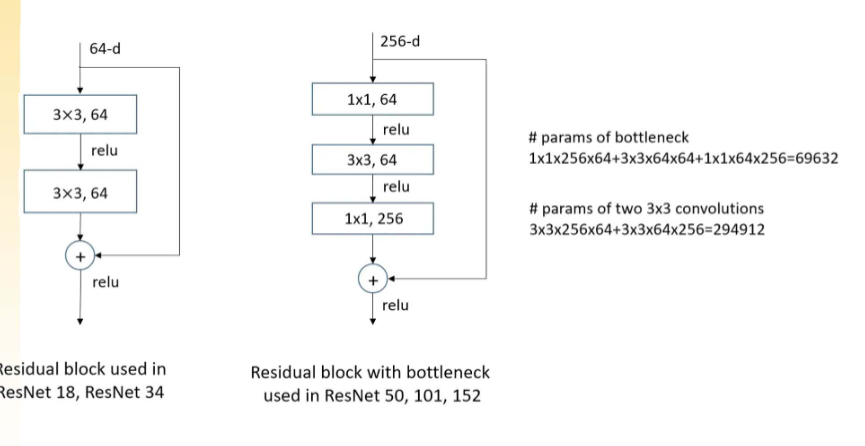 64-d
3×3, 64
relu
3×3, 64
+
relu
Residual block used in
ResNet 18, ResNet 34
256-d
1x1, 64
relu
3x3, 64
relu
1x1, 256
+
relu
Residual block with bottleneck
used in ResNet 50, 101, 152
# params of bottleneck
1x1x256x64+3x3x64x64+1x1x64x256=69632
# params of two 3x3 convolutions
3x3x256x64+3x3x64x256=294912